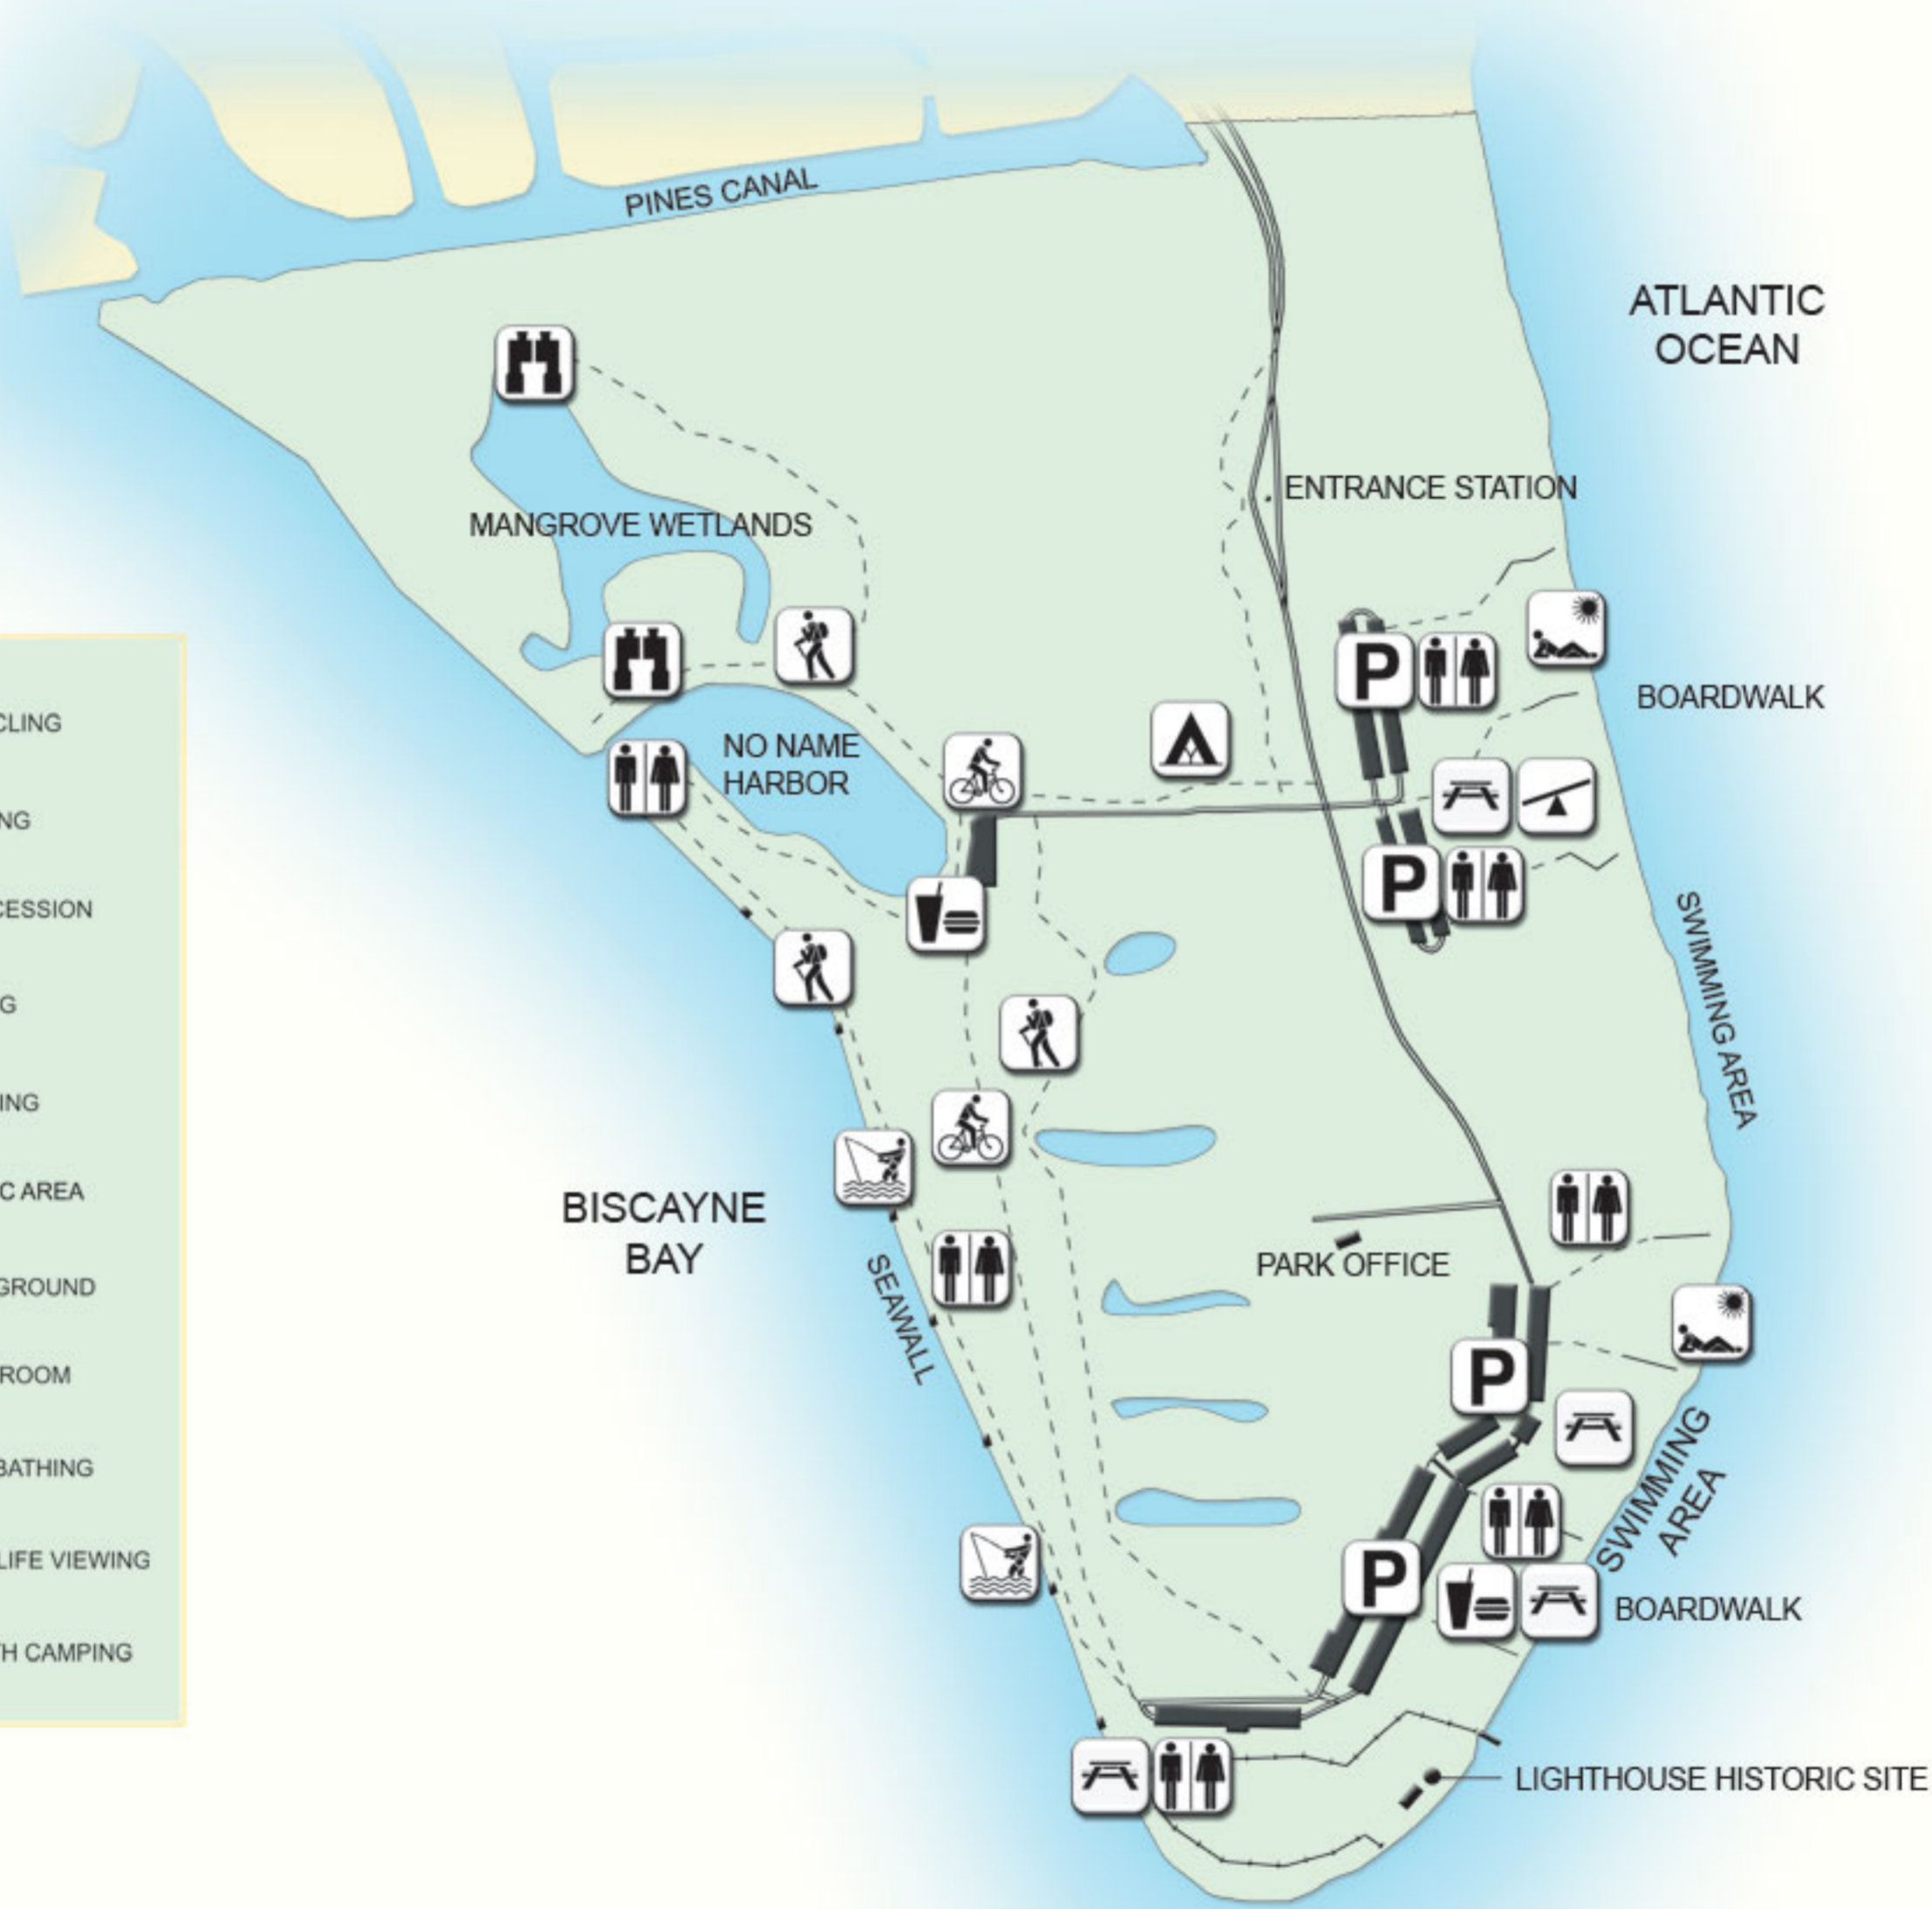 PINES CANAL
ATLANTIC
OCEAN
ENTRANCE STATION
MANGROVE WETLANDS
BOARDWALK
NO NAME
HARBOR
P
P
SWIMMING AREA
BISCAYNE
BAY
SEAWALL
PARK OFFICE
P
SWIMMING
AREA
P
BOARDWALK
LIGHTHOUSE HISTORIC SITE
CLING
NG
CESSION
G
ING
C AREA
GROUND
ROOM
BATHING
LIFE VIEWING
TH CAMPING